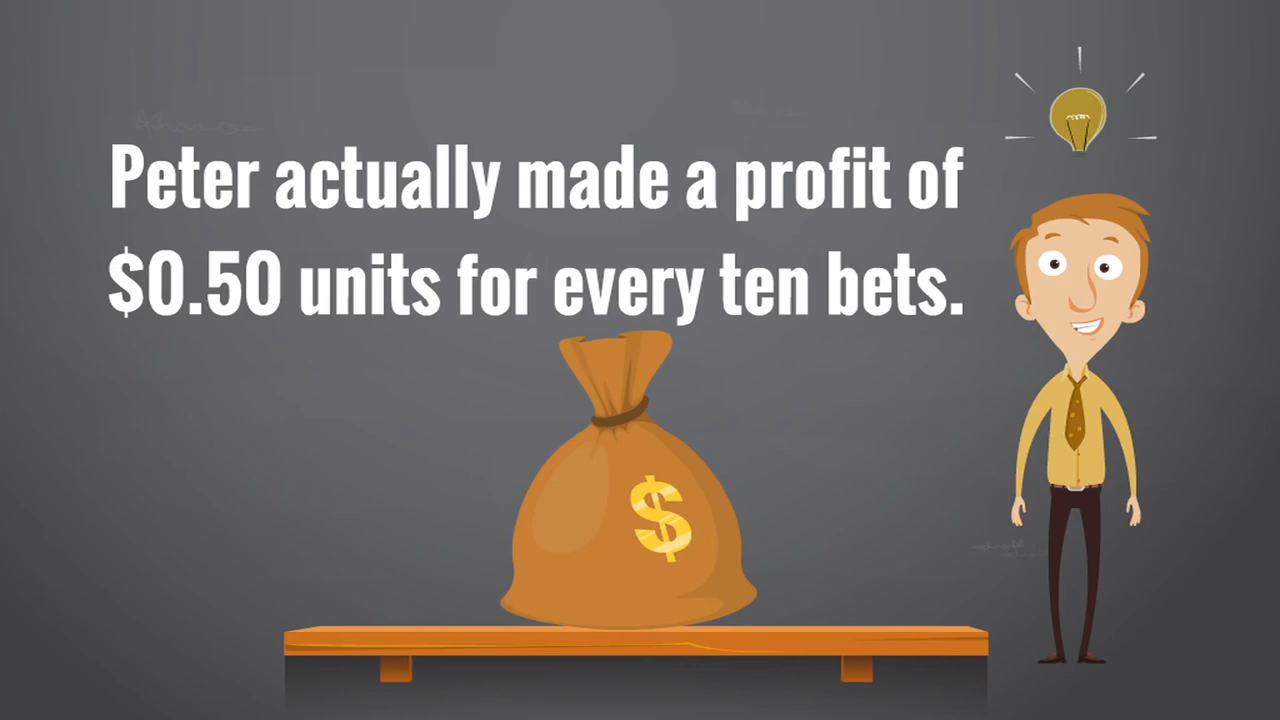 Peter actually made a profit of
$0.50 units for every ten bets.
$